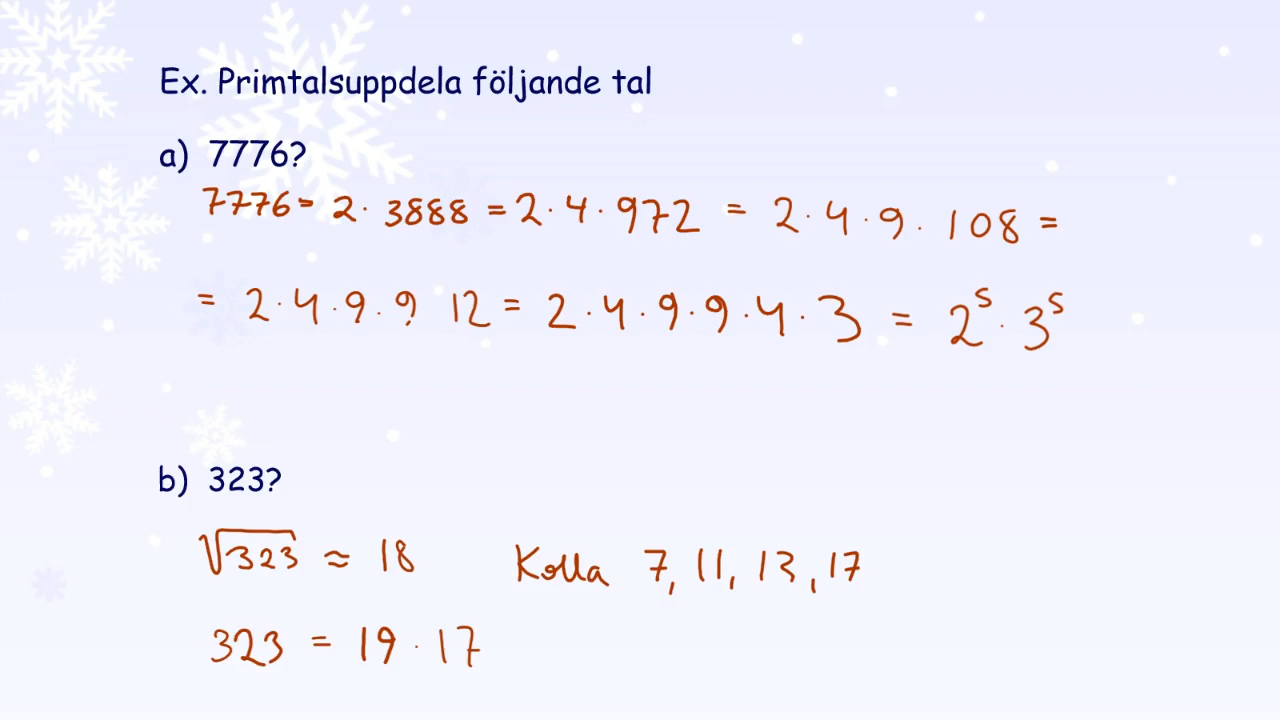 Ex. Primtalsuppdela följande tal
a) 7776?
7776 = 2 · 3888 = 2 · 4 · 972 = 2 · 4 · 9 · 108 =
= 2 · 4 · 9 · 9 12 = 2 · 4 · 9 · 9 · 4 · 3 = 2⁵ · 3⁵
b) 323?
√323 ≈ 18 Kolla 7, 11, 13, 17
323 = 19 · 17